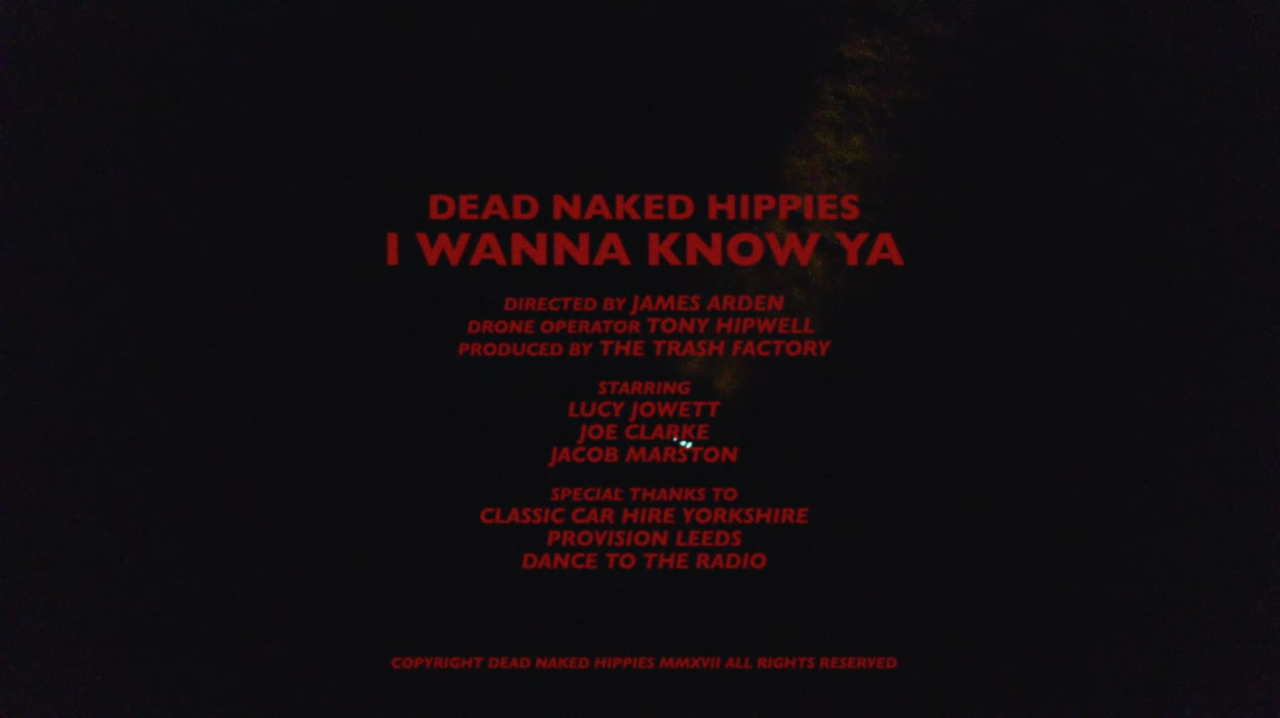 DEAD NAKED HIPPIES
I WANNA KNOW YA
DIRECTED BY JAMES ARDEN
DRONE OPERATOR TONY HIPWELL
PRODUCED BY THE TRASH FACTORY
STARRING
LUCY JOWETT
JOE CLARKE
JACOB MARSTON
SPECIAL THANKS TO
CLASSIC CAR HIRE YORKSHIRE
PROVISION LEEDS
DANCE TO THE RADIO
COPYRIGHT DEAD NAKED HIPPIES MMXVII ALL RIGHTS RESERVED